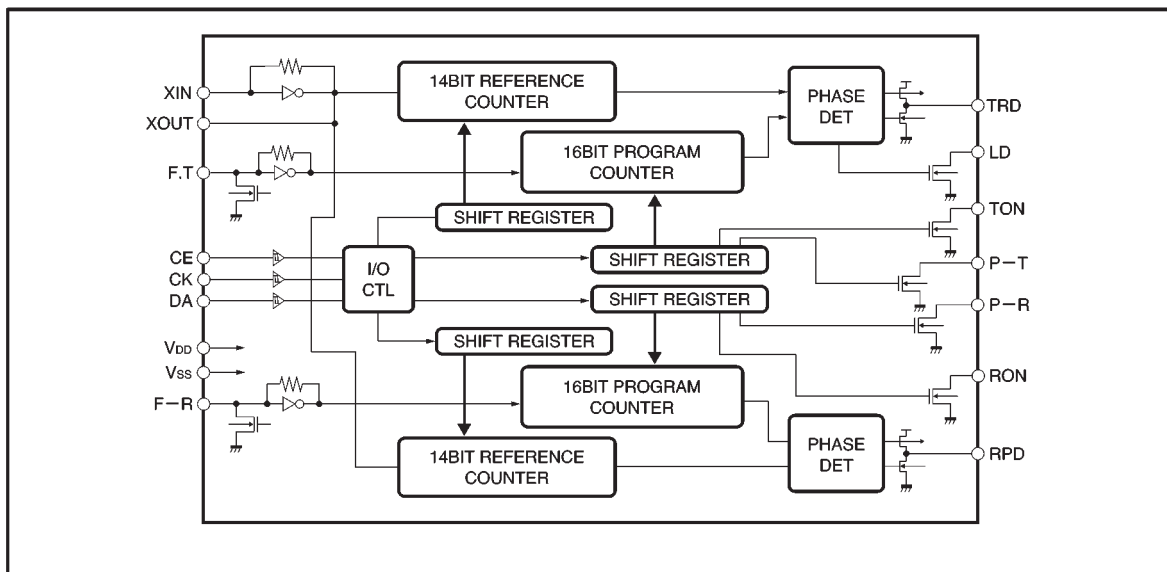 XIN
XOUT
F.T
CE
CK
DA
VDD
VSS
F−R
14BIT REFERENCE
COUNTER
16BIT PROGRAM
COUNTER
SHIFT REGISTER
I/O
CTL
SHIFT REGISTER
SHIFT REGISTER
SHIFT REGISTER
16BIT PROGRAM
COUNTER
14BIT REFERENCE
COUNTER
PHASE
DET
PHASE
DET
TRD
LD
TON
P−T
P−R
RON
RPD